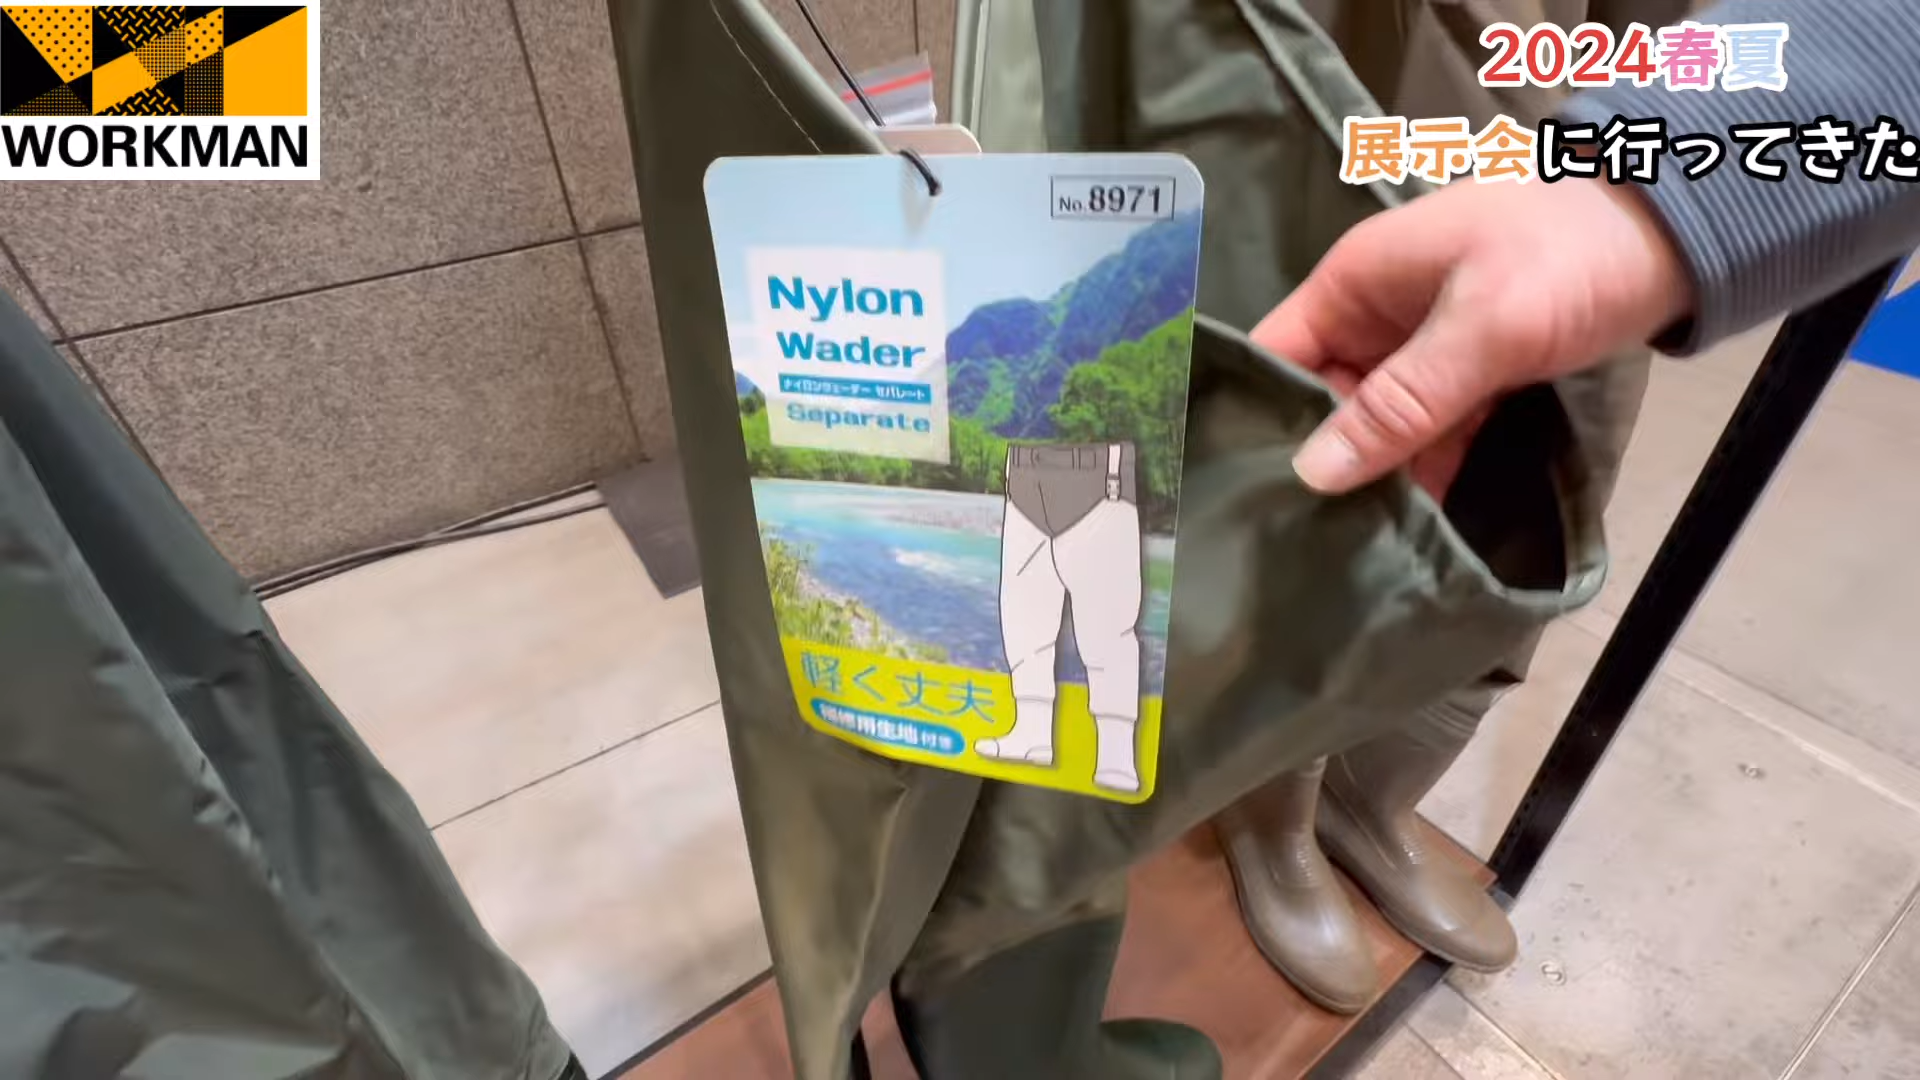 WORKMAN
2024春夏
展示会に行ってきた
No.8971
Nylon
Wader
ナイロンウェーダー セパレート
Separate
軽く丈夫
補修用生地付き